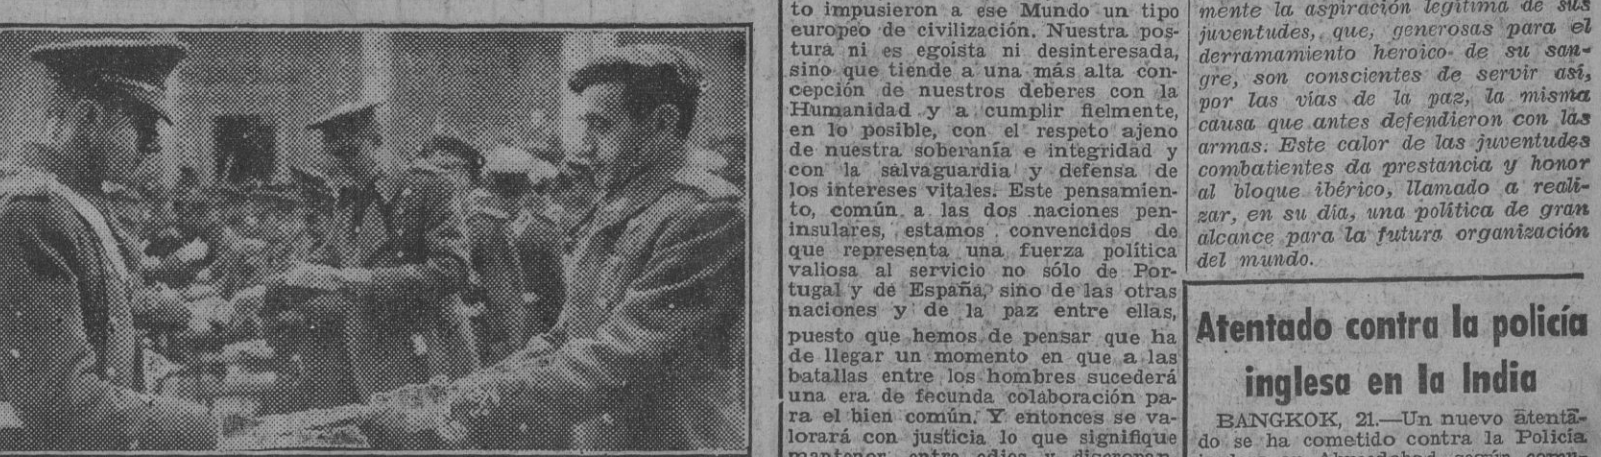 to impusieron a ese Mundo un tipo
europeo de civilización. Nuestra pos-
tura ni es egoista ni desinteresada,
sino que tiende a una más alta con-
cepción de nuestros deberes con la
Humanidad y a cumplir fielmente,
en lo posible, con el respeto ajeno
de nuestra soberanía e integridad y
con la salvaguardia y defensa de
los intereses vitales. Este pensamien-
to, común a las dos naciones pen-
insulares, estamos convencidos de
que representa una fuerza política
valiosa al servicio no sólo de Por-
tugal y de España, sino de las otras
naciones y de la paz entre ellas,
puesto que hemos de pensar que ha
de llegar un momento en que a las
batallas entre los hombres sucederá
una era de fecunda colaboración pa-
ra el bien común. Y entonces se va-
lorará con justicia lo que signifique
mantener entre odios y
mente la aspiración legítima de sus
juventudes, que, generosas para el
derramamiento heroico de su san-
gre, son conscientes de servir así,
por las vías de la paz, la misma
causa que antes defendieron con las
armas. Este calor de las juventudes
combatientes da prestancia y honor
al bloque ibérico, llamado a reali-
zar, en su día, una política de gran
alcance para la futura organización
del mundo.
Atentado contra la policía
inglesa en la India
BANGKOK, 21.—Un nuevo atenta-
do se ha cometido contra la Policía